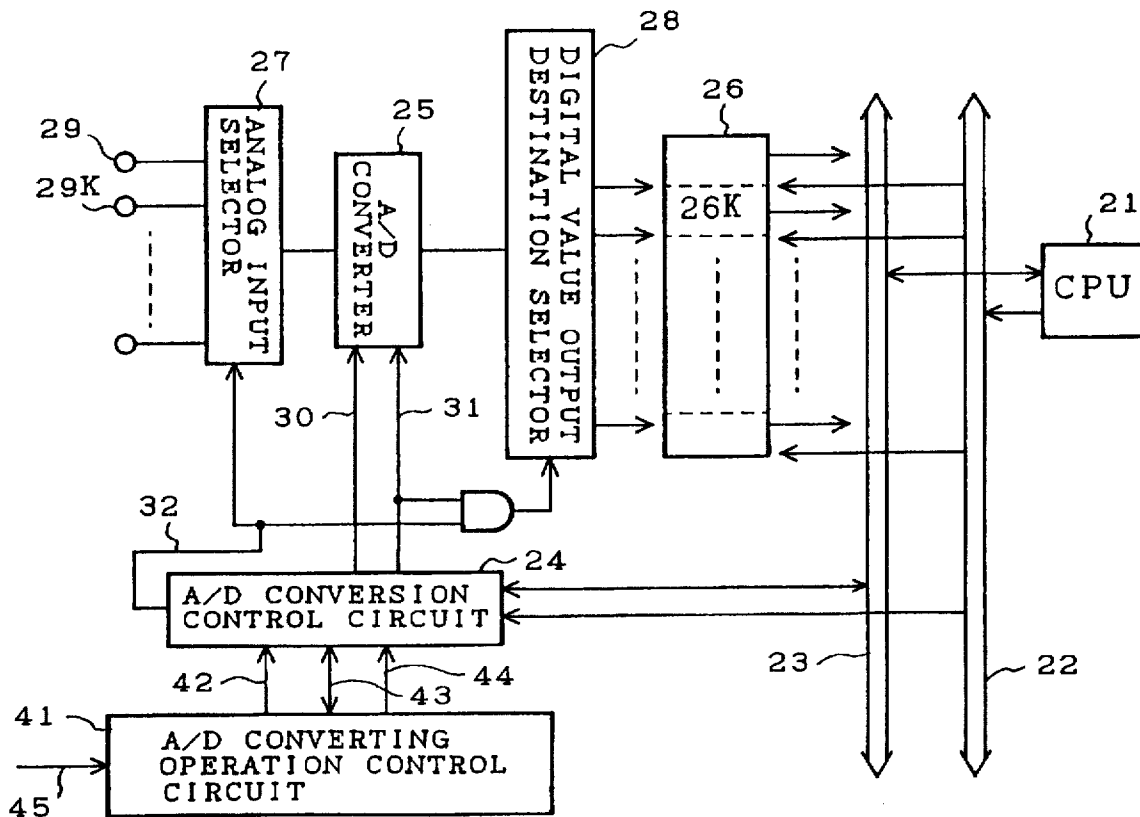 28
27
26
29
25
29K
26K
21
ANALOG INPUT
SELECTOR
A/D
CONVERTER
DIGITAL VALUE OUTPUT
DESTINATION SELECTOR
CPU
30
31
32
24
A/D CONVERSION
CONTROL CIRCUIT
23
22
42
43
44
41
A/D CONVERTING
OPERATION CONTROL
CIRCUIT
45